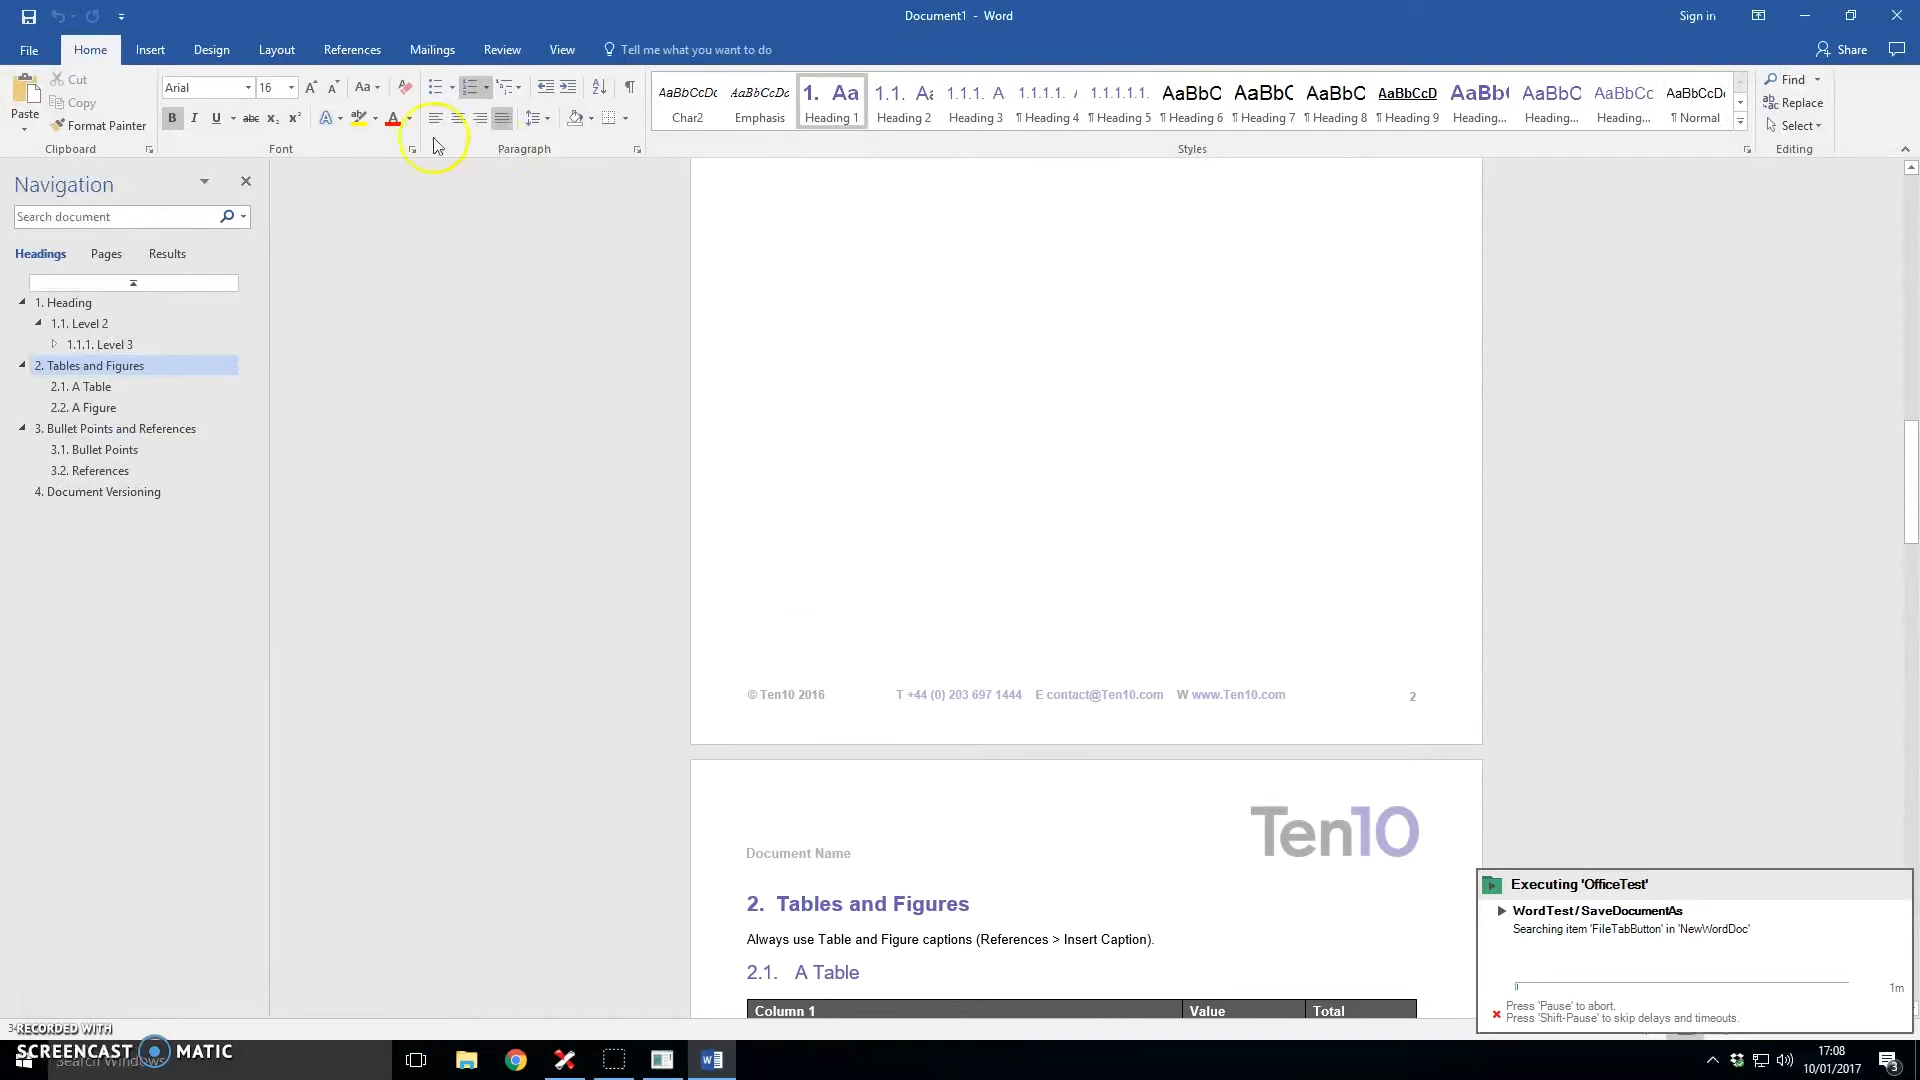 Document1 - Word
Sign in
File Home Insert Design Layout References Mailings Review View Tell me what you want to do
Share
Paste
Cut
Copy
Format Painter
Clipboard
Arial 16
Aa
B I U abc x₂ x²
A A
Font
Paragraph
AaBbCcDc AaBbCcDc 1. Aa 1.1. Aa 1.1.1. A 1.1.1.1. 1.1.1.1.1. AaBbC AaBbC AaBbC AaBbCcD AaBbC AaBbC AaBbCc AaBbCcDc
Char2 Emphasis Heading 1 Heading 2 Heading 3 ¶ Heading 4 ¶ Heading 5 ¶ Heading 6 ¶ Heading 7 ¶ Heading 8 ¶ Heading 9 Heading... Heading... Heading... ¶ Normal
Styles
Find
Replace
Select
Editing
Navigation
Search document
Headings Pages Results
1. Heading
1.1. Level 2
1.1.1. Level 3
2. Tables and Figures
2.1. A Table
2.2. A Figure
3. Bullet Points and References
3.1. Bullet Points
3.2. References
4. Document Versioning
© Ten10 2016 T +44 (0) 203 697 1444 E contact@Ten10.com W www.Ten10.com 2
Ten10
Document Name
2. Tables and Figures
Always use Table and Figure captions (References > Insert Caption).
2.1. A Table
Column 1 Value Total
Executing 'OfficeTest'
WordTest / SaveDocumentAs
Searching item 'FileTabButton' in 'NewWordDoc'
1m
Press 'Pause' to abort.
Press 'Shift-Pause' to skip delays and timeouts.
RECORDED WITH
SCREENCAST MATIC
Search Windows
17:08
10/01/2017
3